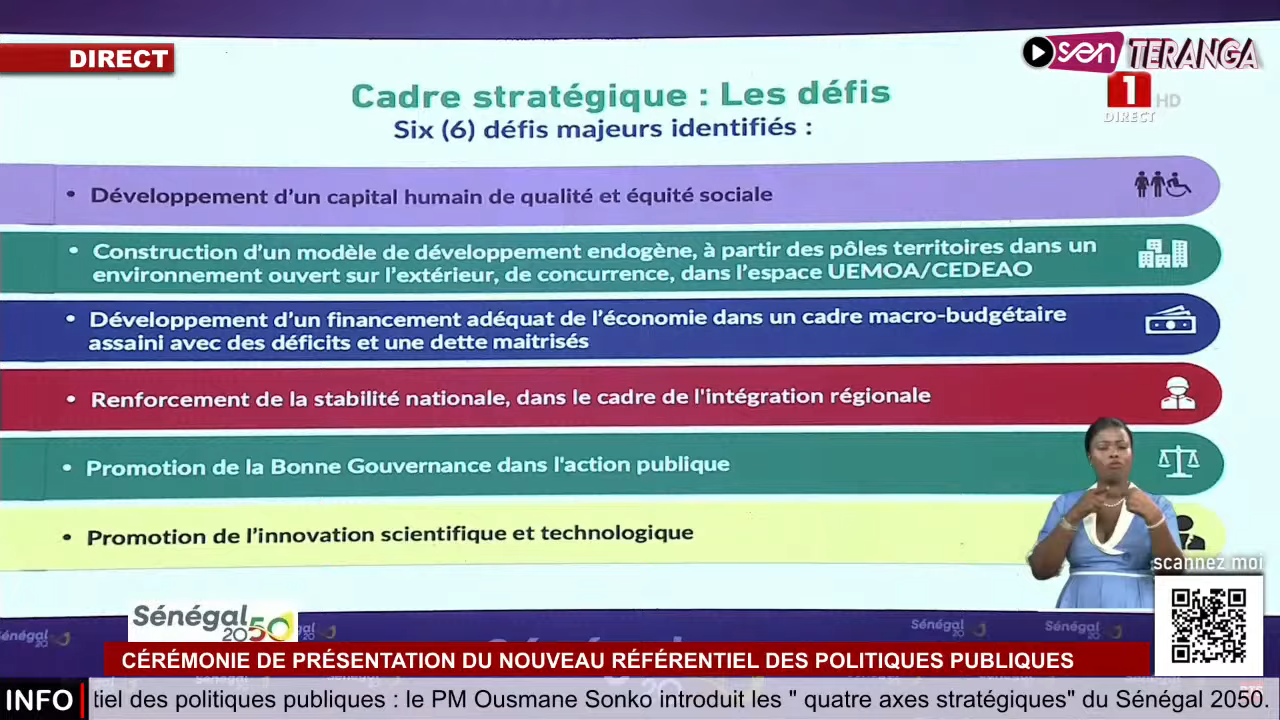 DIRECT
sen TERANGA
1 HD
DIRECT
Cadre stratégique : Les défis
Six (6) défis majeurs identifiés :
• Développement d'un capital humain de qualité et équité sociale
• Construction d'un modèle de développement endogène, à partir des pôles territoires dans un
environnement ouvert sur l'extérieur, de concurrence, dans l'espace UEMOA/CEDEAO
• Développement d'un financement adéquat de l'économie dans un cadre macro-budgétaire
assaini avec des déficits et une dette maitrisés
• Renforcement de la stabilité nationale, dans le cadre de l'intégration régionale
• Promotion de la Bonne Gouvernance dans l'action publique
• Promotion de l'innovation scientifique et technologique
scannez moi
Sénégal
2050
Sénégal
20
Sénégal
20
Sénégal
20
CÉRÉMONIE DE PRÉSENTATION DU NOUVEAU RÉFÉRENTIEL DES POLITIQUES PUBLIQUES
INFO tiel des politiques publiques : le PM Ousmane Sonko introduit les " quatre axes stratégiques" du Sénégal 2050.